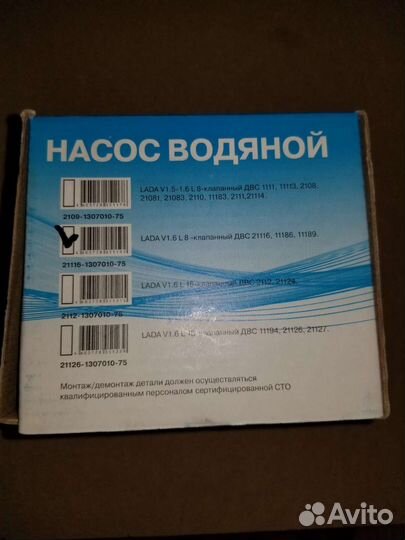 НАСОС ВОДЯНОЙ
LADA V1.5-1.6 L 8-клапанный ДВС 1111, 11113, 2108,
21081, 21083, 2110, 11183, 2111,21114.
2109-1307010-75
LADA V1.6 L 8 -клапанный ДВС 21116, 11186, 11189.
21116-1307010-75
LADA V1.6 L 16-клапанный ДВС 2112, 21124.
2112-1307010-75
LADA V1.6 L 16-клапанный ДВС 11194, 21126, 21127.
21126-1307010-75
Монтаж/демонтаж детали должен осуществляться
квалифицированным персоналом сертифицированной СТО
Avito